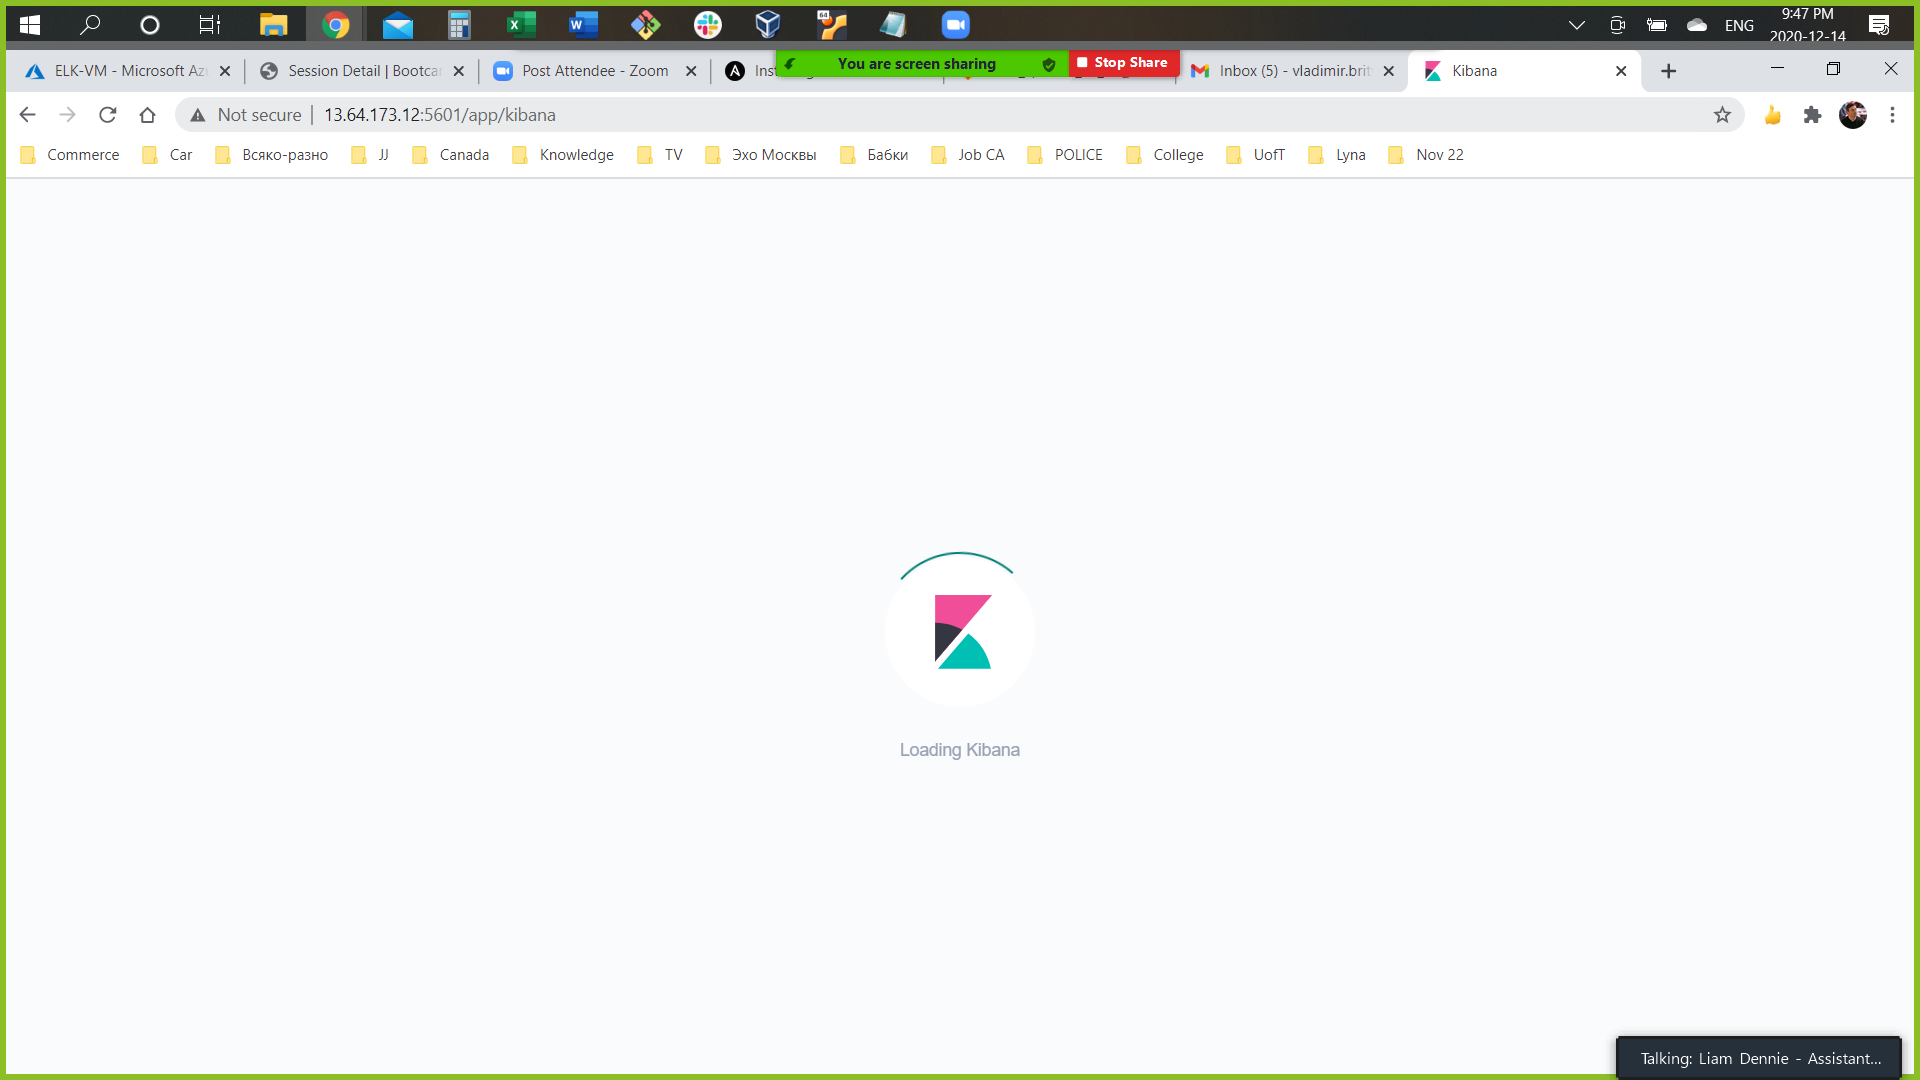 64
ENG
9:47 PM
2020-12-14
ELK-VM - Microsoft Az
Session Detail | Bootca
Post Attendee - Zoom
Inst
You are screen sharing
Stop Share
Inbox (5) - vladimir.brit
Kibana
Not secure
13.64.173.12:5601/app/kibana
Commerce
Car
Всяко-разно
JJ
Canada
Knowledge
TV
Эхо Москвы
Бабки
Job CA
POLICE
College
UofT
Lyna
Nov 22
Loading Kibana
Talking: Liam Dennie - Assistant...